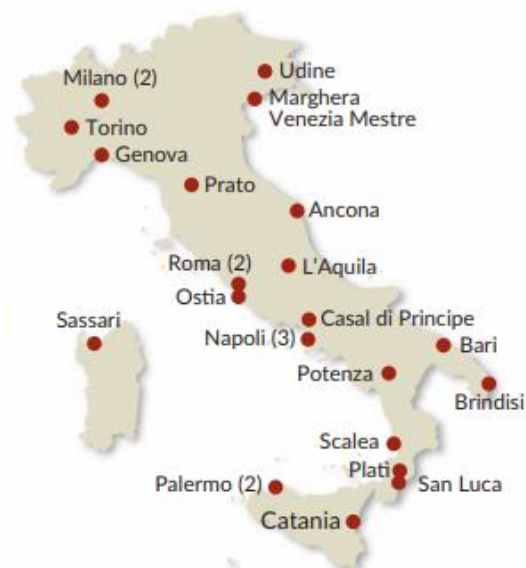 Udine
Milano (2)
Marghera
Venezia Mestre
Torino
Genova
Prato
Ancona
Roma (2)
L'Aquila
Ostia
Casal di Principe
Sassari
Napoli (3)
Bari
Potenza
Brindisi
Scalea
Platì
San Luca
Palermo (2)
Catania